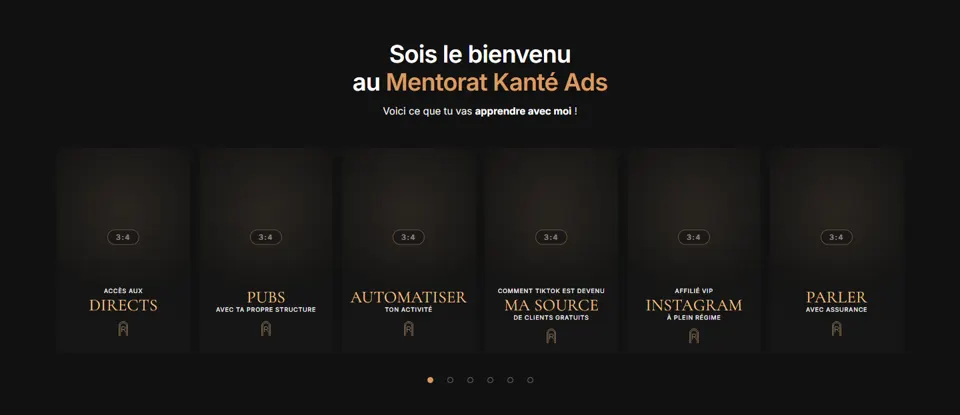 Sois le bienvenu
au Mentorat Kanté Ads
Voici ce que tu vas apprendre avec moi !
3:4
ACCÈS AUX
DIRECTS
3:4
PUBS
AVEC TA PROPRE STRUCTURE
3:4
AUTOMATISER
TON ACTIVITÉ
3:4
COMMENT TIKTOK EST DEVENU
MA SOURCE
DE CLIENTS GRATUITS
3:4
AFFILIÉ VIP
INSTAGRAM
À PLEIN RÉGIME
3:4
PARLER
AVEC ASSURANCE